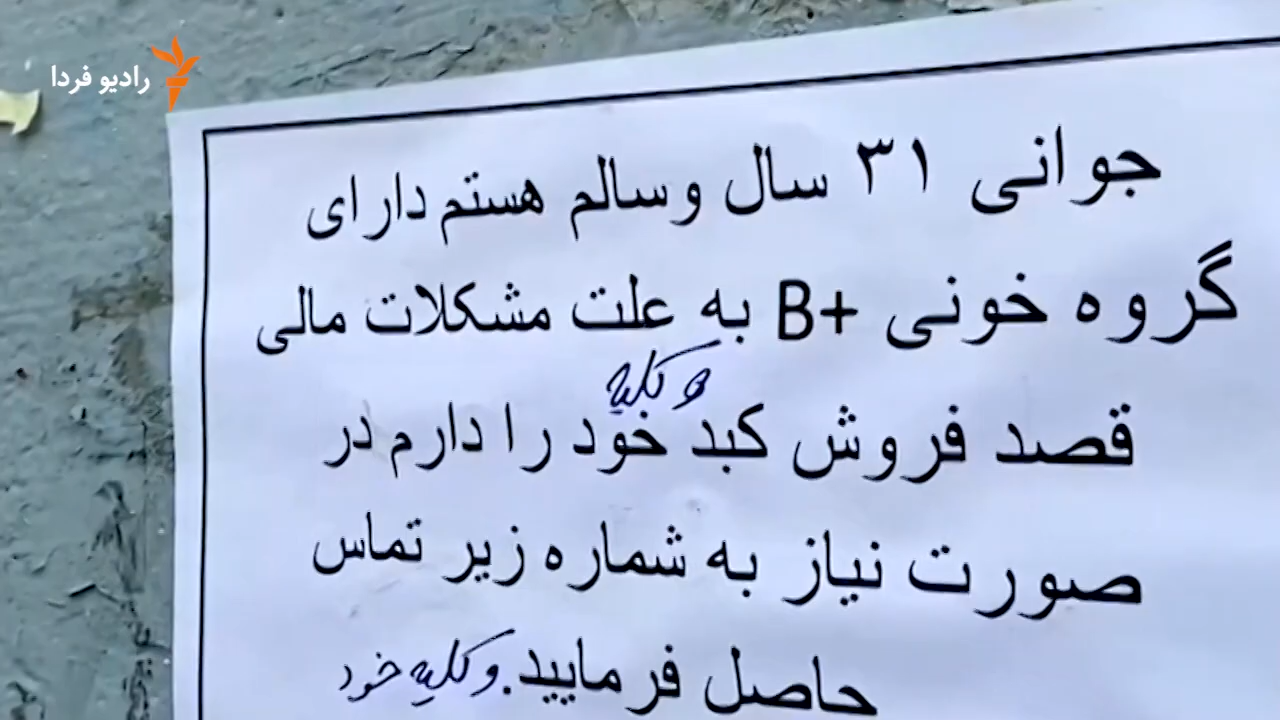 رادیو فردا
جوانی ۳۱ سال وسالم هستم دارای
گروه خونی +B به علت مشکلات مالی
و کلیه
قصد فروش کبد خود را دارم در
صورت نیاز به شماره زیر تماس
حاصل فرمایید. و کلیه خود